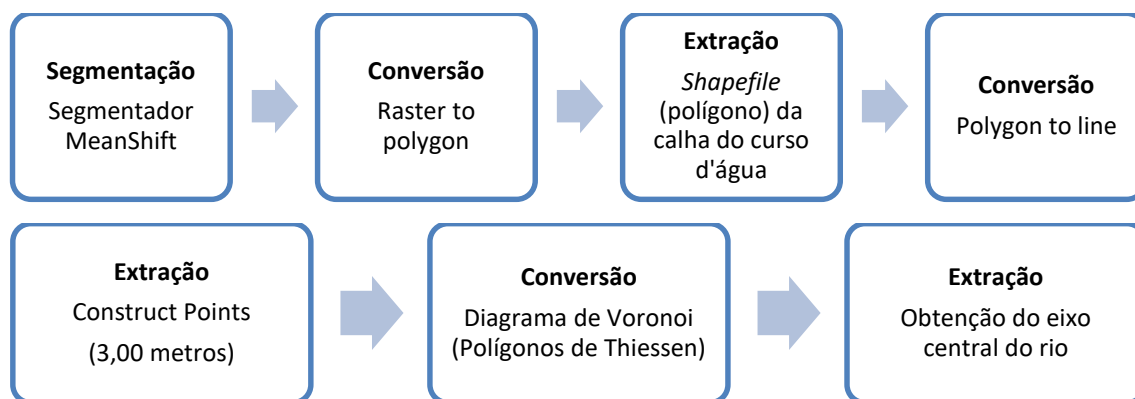 Segmentação
Segmentador
MeanShift
Conversão
Raster to
polygon
Extração
Shapefile
(polígono) da
calha do curso
d'água
Conversão
Polygon to line
Extração
Construct Points
(3,00 metros)
Conversão
Diagrama de Voronoi
(Polígonos de Thiessen)
Extração
Obtenção do eixo
central do rio